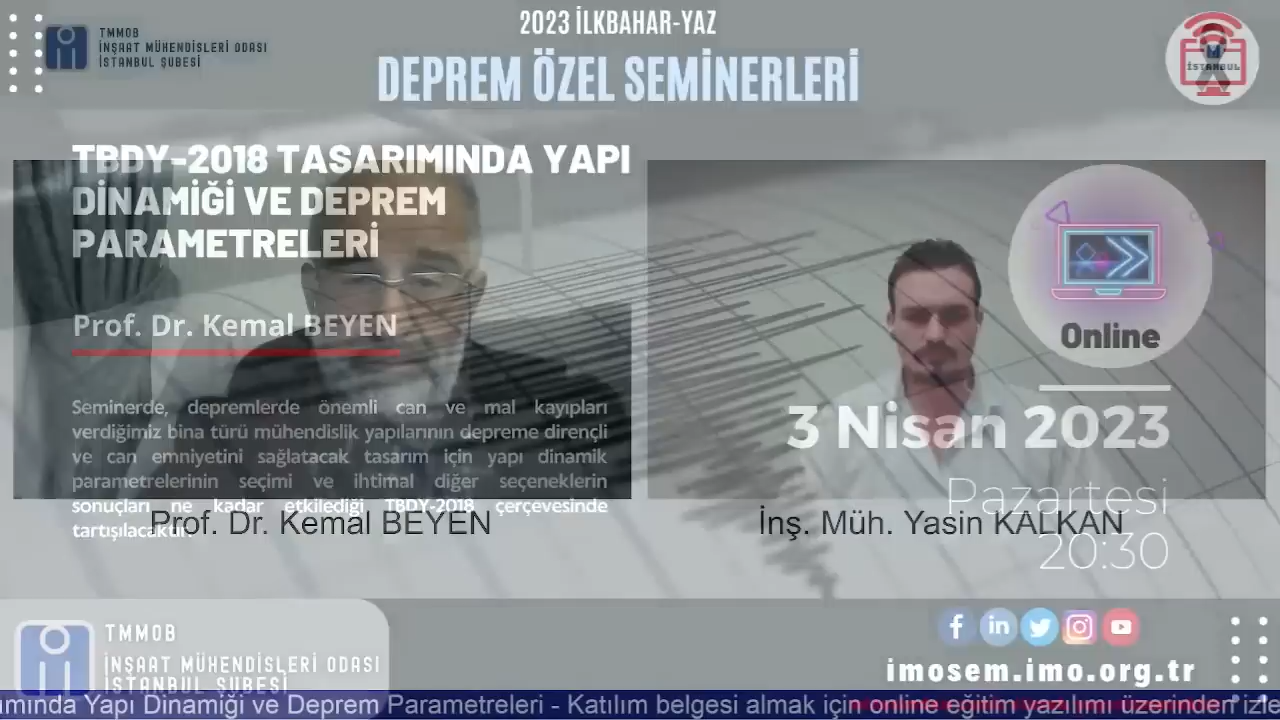 TMMOB
İNŞAAT MÜHENDİSLERİ ODASI
İSTANBUL ŞUBESİ
2023 İLKBAHAR-YAZ
DEPREM ÖZEL SEMİNERLERİ
İSTANBUL
TBDY-2018 TASARIMINDA YAPI
DİNAMİĞİ VE DEPREM
PARAMETRELERİ
Prof. Dr. Kemal BEYEN
Seminerde, depremlerde önemli can ve mal kayıpları
verdiğimiz bina türü mühendislik yapılarının depreme dirençli
ve can emniyetini sağlatacak tasarım için yapı dinamik
parametrelerinin seçimi ve ihtimal diğer seçeneklerin
sonuçları ne kadar etkilediği TBDY-2018 çerçevesinde
tartışılacaktır.
Prof. Dr. Kemal BEYEN
Online
3 Nisan 2023
Pazartesi
20:30
İnş. Müh. Yasin KALKAN
TMMOB
İNŞAAT MÜHENDİSLERİ ODASI
İSTANBUL ŞUBESİ
imosem.imo.org.tr
Yapı Dinamiği ve Deprem Parametreleri - Katılım belgesi almak için online eğitim yazılımı üzerinden